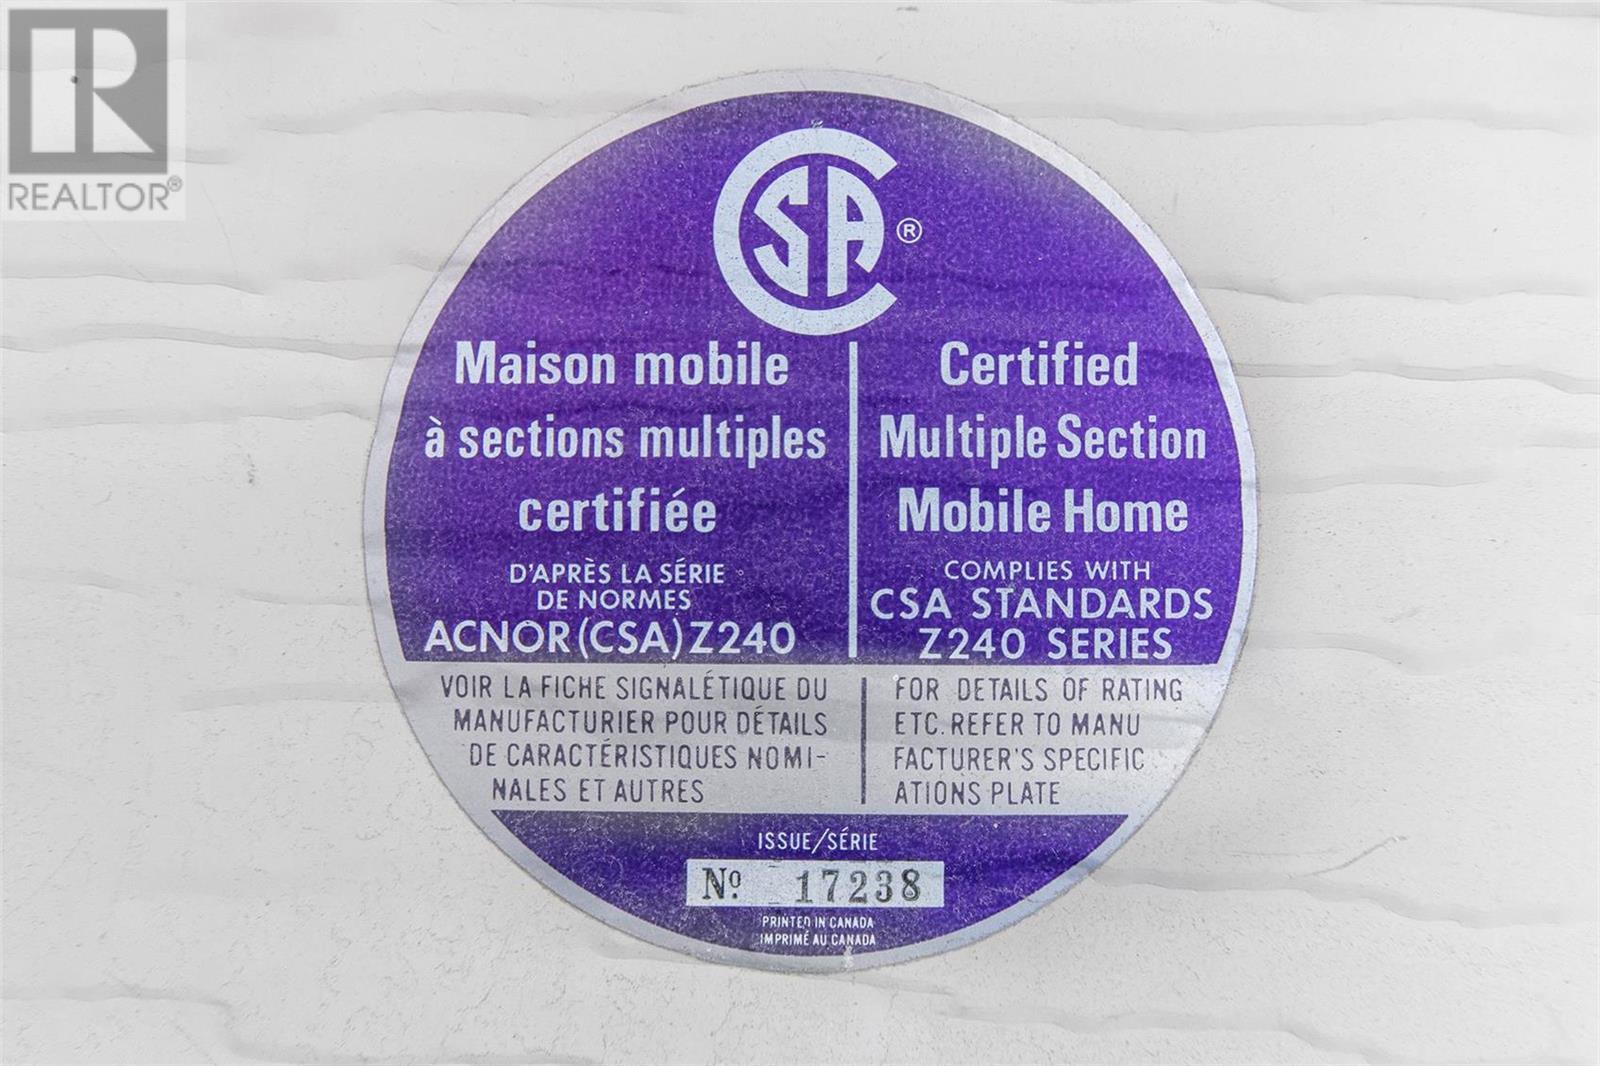 REALTOR®
CSA®
Maison mobile
à sections multiples
certifiée
D'APRÈS LA SÉRIE
DE NORMES
ACNOR (CSA) Z240
Certified
Multiple Section
Mobile Home
COMPLIES WITH
CSA STANDARDS
Z240 SERIES
VOIR LA FICHE SIGNALÉTIQUE DU
MANUFACTURIER POUR DÉTAILS
DE CARACTÉRISTIQUES NOMI-
NALES ET AUTRES
FOR DETAILS OF RATING
ETC. REFER TO MANU
FACTURER'S SPECIFIC
ATIONS PLATE
ISSUE/SÉRIE
Nº 17238
PRINTED IN CANADA
IMPRIMÉ AU CANADA